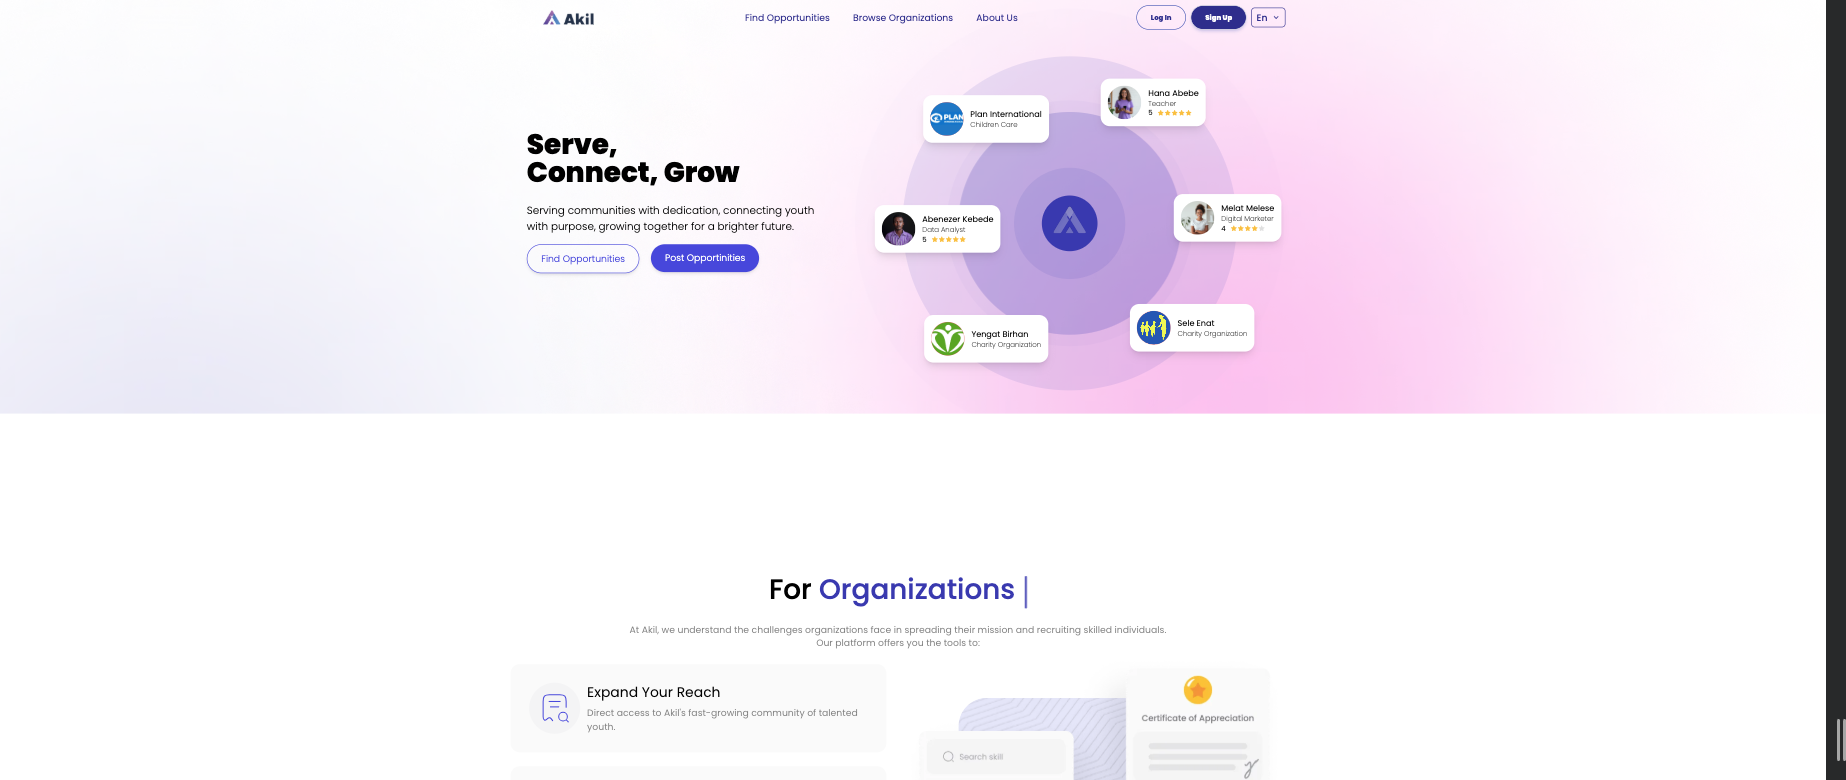 Akil
Find Opportunities
Browse Organizations
About Us
Log In
Sign Up
En
Serve,
Connect, Grow
Serving communities with dedication, connecting youth
with purpose, growing together for a brighter future.
Find Opportunities
Post Opportinities
PLAN
Plan International
Children Care
Hana Abebe
Teacher
5
Abenezer Kebede
Data Analyst
5
Melat Melese
Digital Marketer
4
Yengat Birhan
Charity Organization
Sele Enat
Charity Organization
For Organizations |
At Akil, we understand the challenges organizations face in spreading their mission and recruiting skilled individuals.
Our platform offers you the tools to:
Expand Your Reach
Direct access to Akil's fast-growing community of talented
youth.
Search skill
Certificate of Appreciation